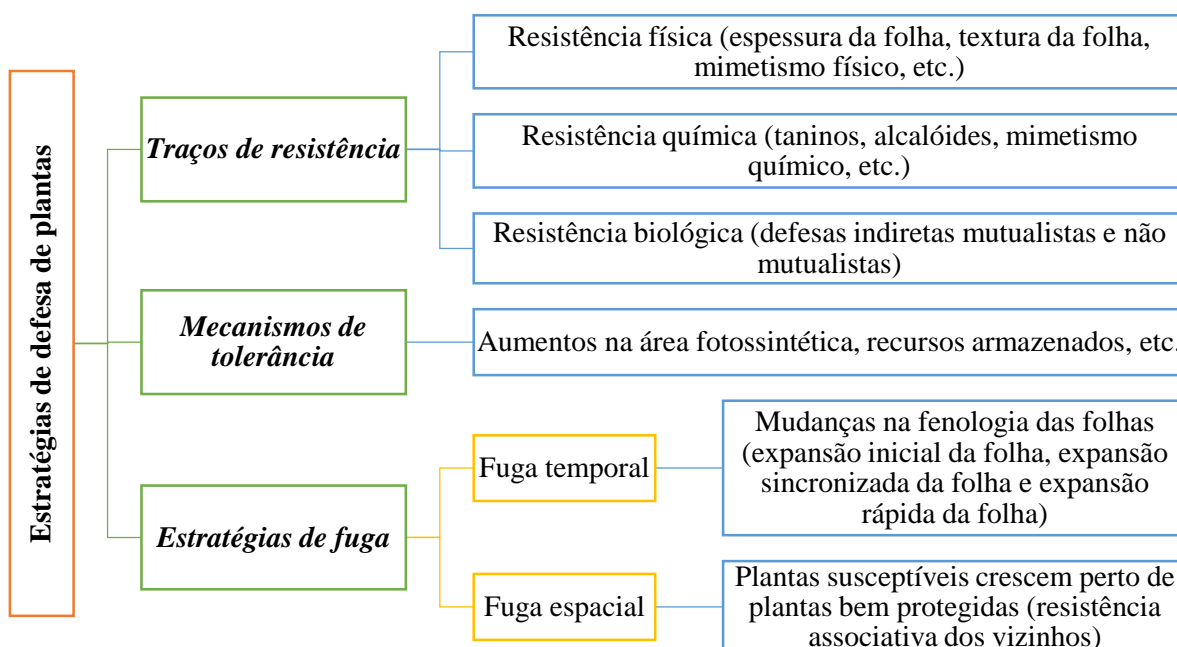 Estratégias de defesa de plantas
Traços de resistência
Resistência física (espessura da folha, textura da folha,
mimetismo físico, etc.)
Resistência química (taninos, alcalóides, mimetismo
químico, etc.)
Resistência biológica (defesas indiretas mutualistas e não
mutualistas)
Mecanismos de
tolerância
Aumentos na área fotossintética, recursos armazenados, etc.
Estratégias de fuga
Fuga temporal
Mudanças na fenologia das folhas
(expansão inicial da folha, expansão
sincronizada da folha e expansão
rápida da folha)
Fuga espacial
Plantas susceptíveis crescem perto de
plantas bem protegidas (resistência
associativa dos vizinhos)